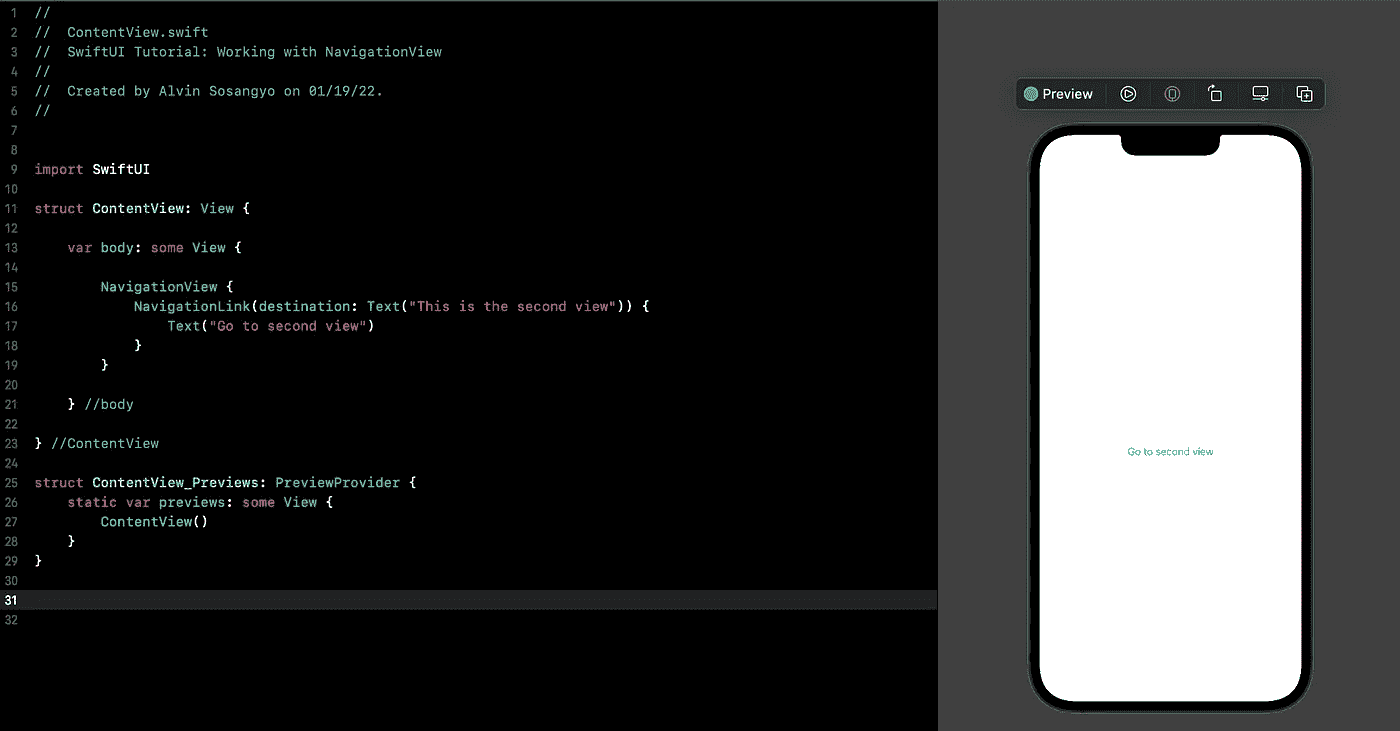 1 //
2 //  ContentView.swift
3 //  SwiftUI Tutorial: Working with NavigationView
4 //
5 //  Created by Alvin Sosangyo on 01/19/22.
6 //
7
8
9 import SwiftUI
10
11 struct ContentView: View {
12
13     var body: some View {
14
15         NavigationView {
16             NavigationLink(destination: Text("This is the second view")) {
17                 Text("Go to second view")
18             }
19         }
20
21     } //body
22
23 } //ContentView
24
25 struct ContentView_Previews: PreviewProvider {
26     static var previews: some View {
27         ContentView()
28     }
29 }
30
31
32
Preview
Go to second view